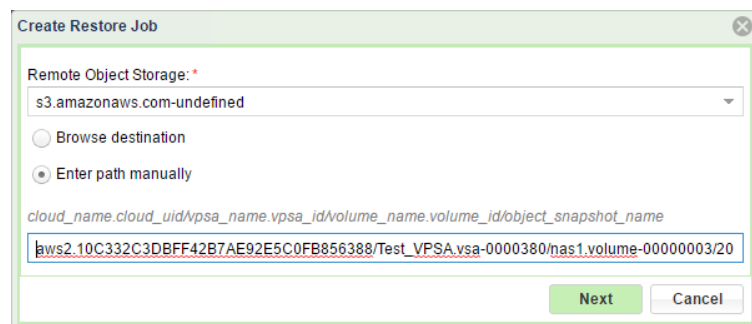 Create Restore Job
Remote Object Storage: *
s3.amazonaws.com-undefined
Browse destination
Enter path manually
cloud_name.cloud_uid/vpsa_name.vpsa_id/volume_name.volume_id/object_snapshot_name
aws2.10C332C3DBFF42B7AE92E5C0FB856388/Test_VPSA.vsa-0000380/nas1.volume-00000003/20
Next Cancel